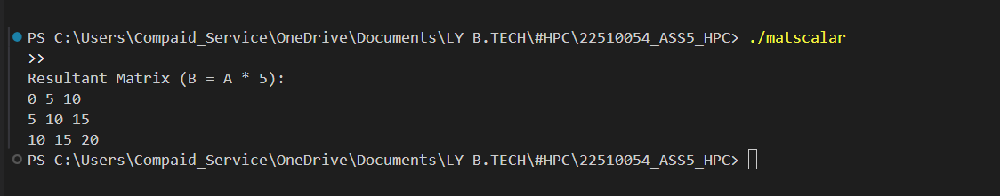 PS C:\Users\Compaid_Service\OneDrive\Documents\LY B.TECH\#HPC\22510054_ASS5_HPC> ./matscalar
>>
Resultant Matrix (B = A * 5):
0 5 10
5 10 15
10 15 20
PS C:\Users\Compaid_Service\OneDrive\Documents\LY B.TECH\#HPC\22510054_ASS5_HPC>